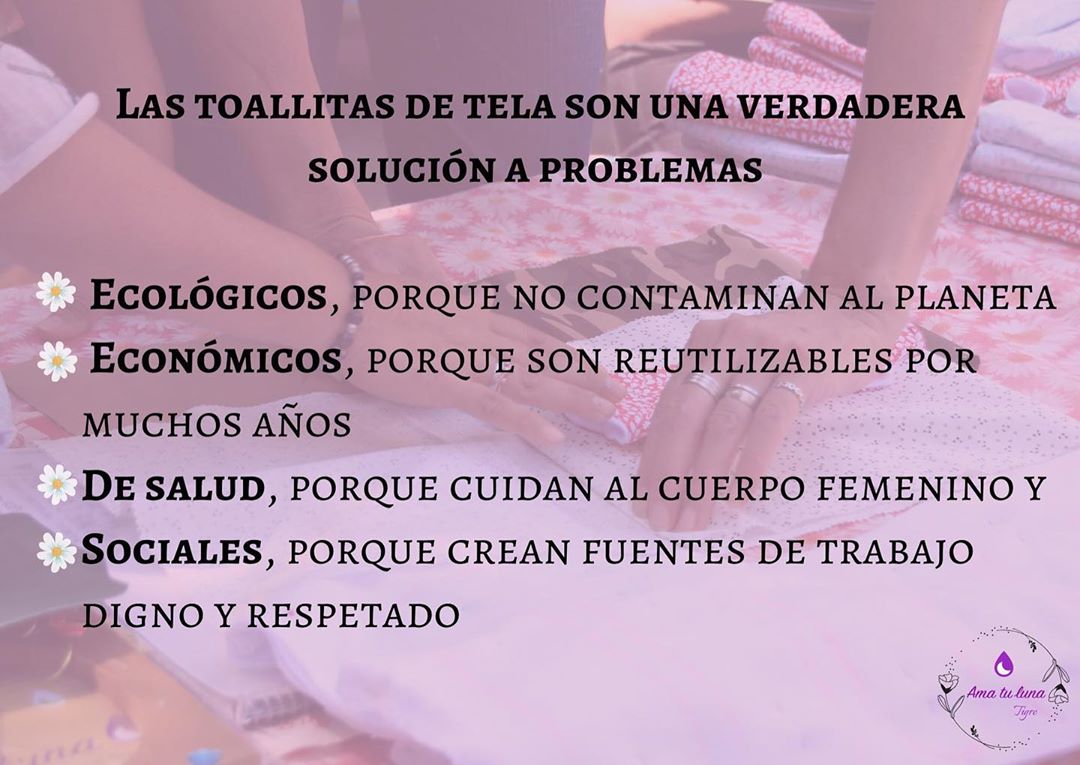 Las toallitas de tela son una verdadera
solución a problemas
Ecológicos, porque no contaminan al planeta
Económicos, porque son reutilizables por
muchos años
De salud, porque cuidan al cuerpo femenino y
Sociales, porque crean fuentes de trabajo
digno y respetado
Ama tu luna
Tigre